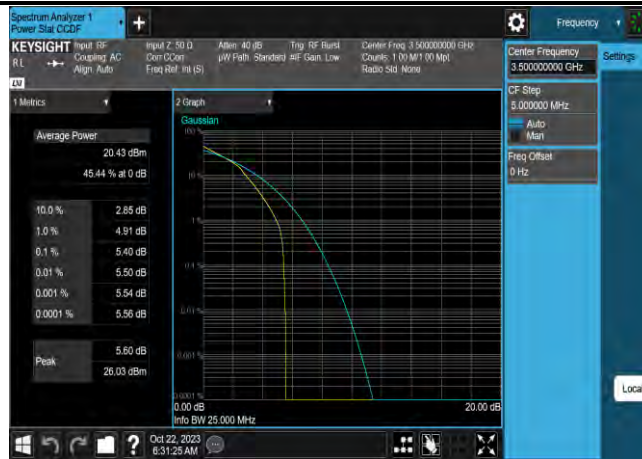 Spectrum Analyzer 1
Power Stat CCDF
+
Frequency
KEYSIGHT
RL
Input: RF
Coupling: AC
Align: Auto
Input Z: 50 Ω
Corr CCorr
Freq Ref: Int (S)
Atten: 40 dB
µW Path: Standard
Trig: RF Burst
#IF Gain: Low
Center Freq: 3.500000000 GHz
Counts: 1.00 M/1.00 Mpt
Radio Std: None
LM
Center Frequency
3.500000000 GHz
Settings
CF Step
5.000000 MHz
Auto
Man
Freq Offset
0 Hz
1 Metrics
Average Power
20.43 dBm
45.44 % at 0 dB
10.0 % 2.85 dB
1.0 % 4.91 dB
0.1 % 5.40 dB
0.01 % 5.50 dB
0.001 % 5.54 dB
0.0001 % 5.56 dB
Peak
5.60 dB
26.03 dBm
2 Graph
Gaussian
100 %
10 %
1 %
0.1 %
0.01 %
0.001 %
0.0001 %
0.00 dB
20.00 dB
Info BW 25.000 MHz
Local
?
Oct 22, 2023
6:31:25 AM